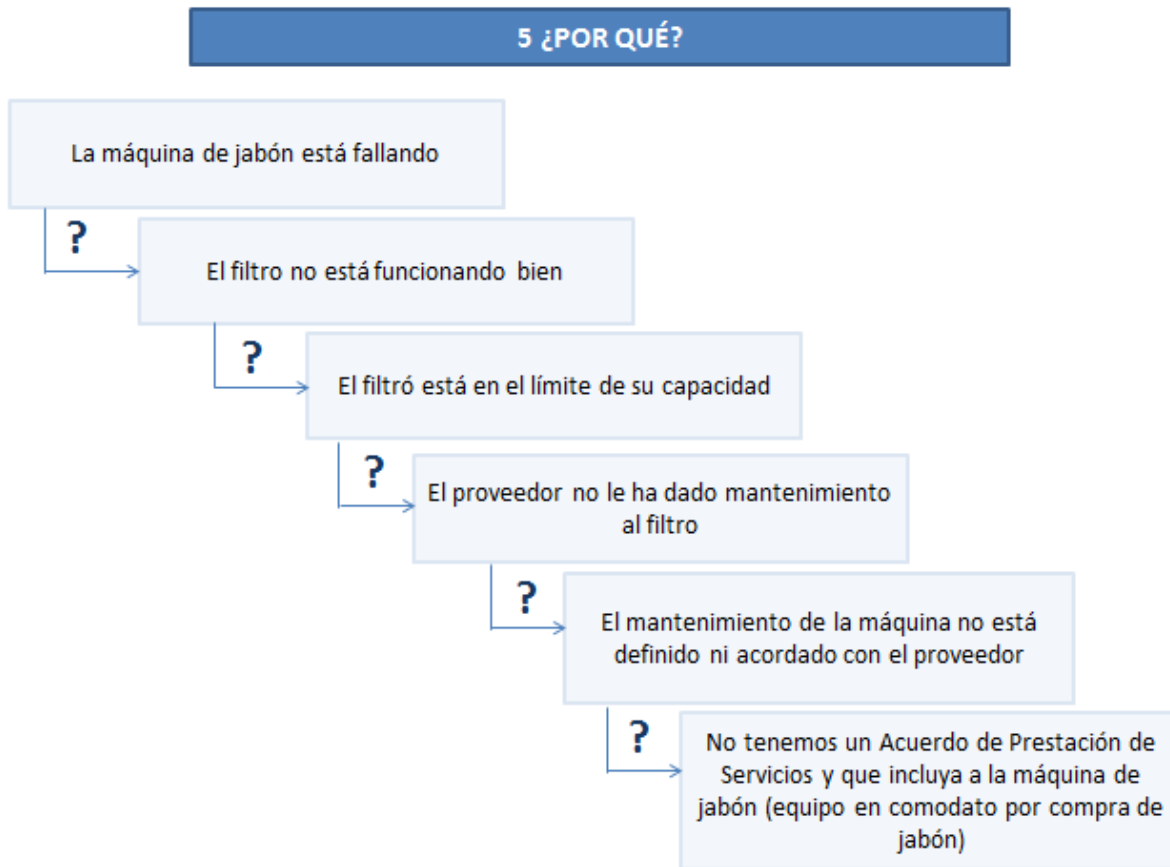 5 ¿POR QUÉ?
La máquina de jabón está fallando
?
El filtro no está funcionando bien
?
El filtró está en el límite de su capacidad
?
El proveedor no le ha dado mantenimiento
al filtro
?
El mantenimiento de la máquina no está
definido ni acordado con el proveedor
?
No tenemos un Acuerdo de Prestación de
Servicios y que incluya a la máquina de
jabón (equipo en comodato por compra de
jabón)